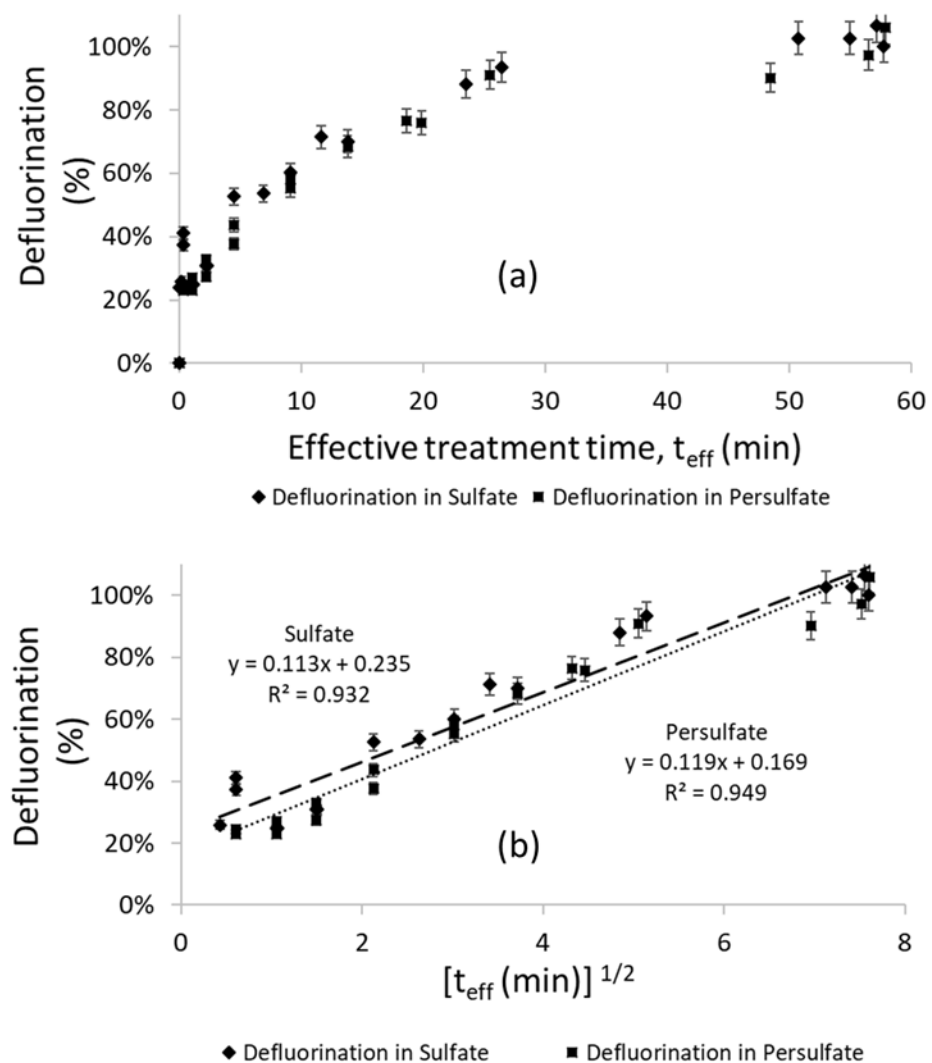 100%
80%
60%
40%
20%
0%
Defluorination
(%)
(a)
0 10 20 30 40 50 60
Effective treatment time, t_eff (min)
◆ Defluorination in Sulfate ■ Defluorination in Persulfate
100%
80%
60%
40%
20%
0%
Defluorination
(%)
Sulfate
y = 0.113x + 0.235
R² = 0.932
Persulfate
y = 0.119x + 0.169
R² = 0.949
(b)
0 2 4 6 8
[t_eff (min)] ^1/2
◆ Defluorination in Sulfate ■ Defluorination in Persulfate